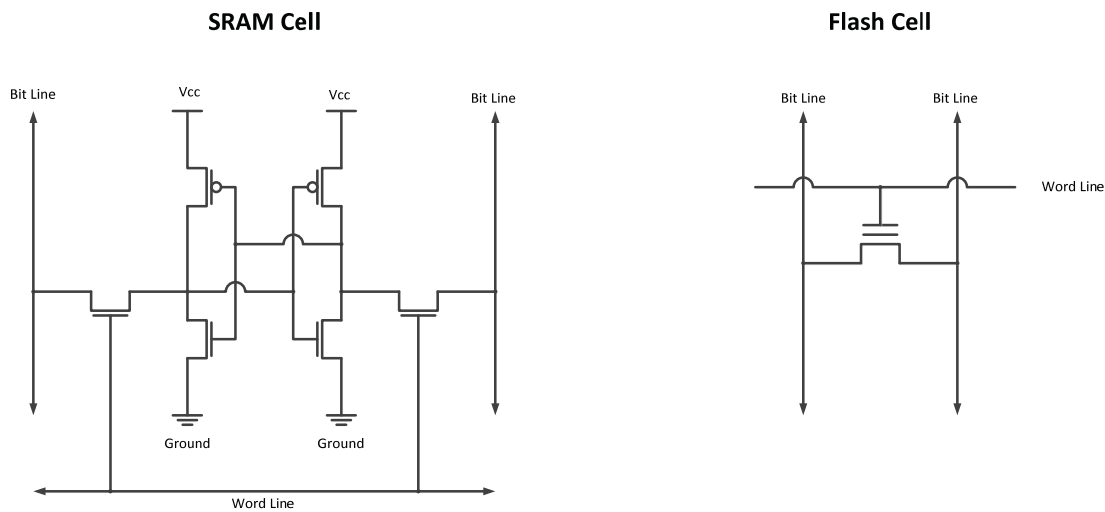 SRAM Cell
Flash Cell
Bit Line
Vcc
Vcc
Bit Line
Bit Line
Bit Line
Word Line
Ground
Ground
Word Line